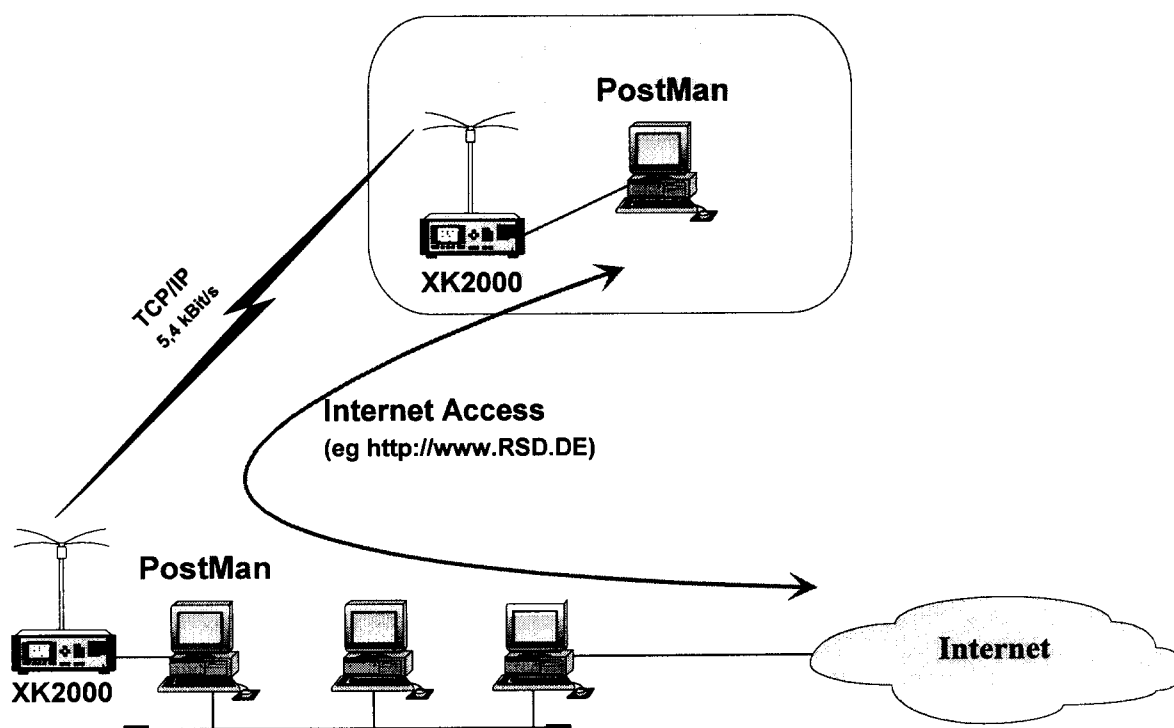 PostMan
XK2000
TCP/IP
5,4 kBit/s
Internet Access
(eg http://www.RSD.DE)
PostMan
XK2000
Internet